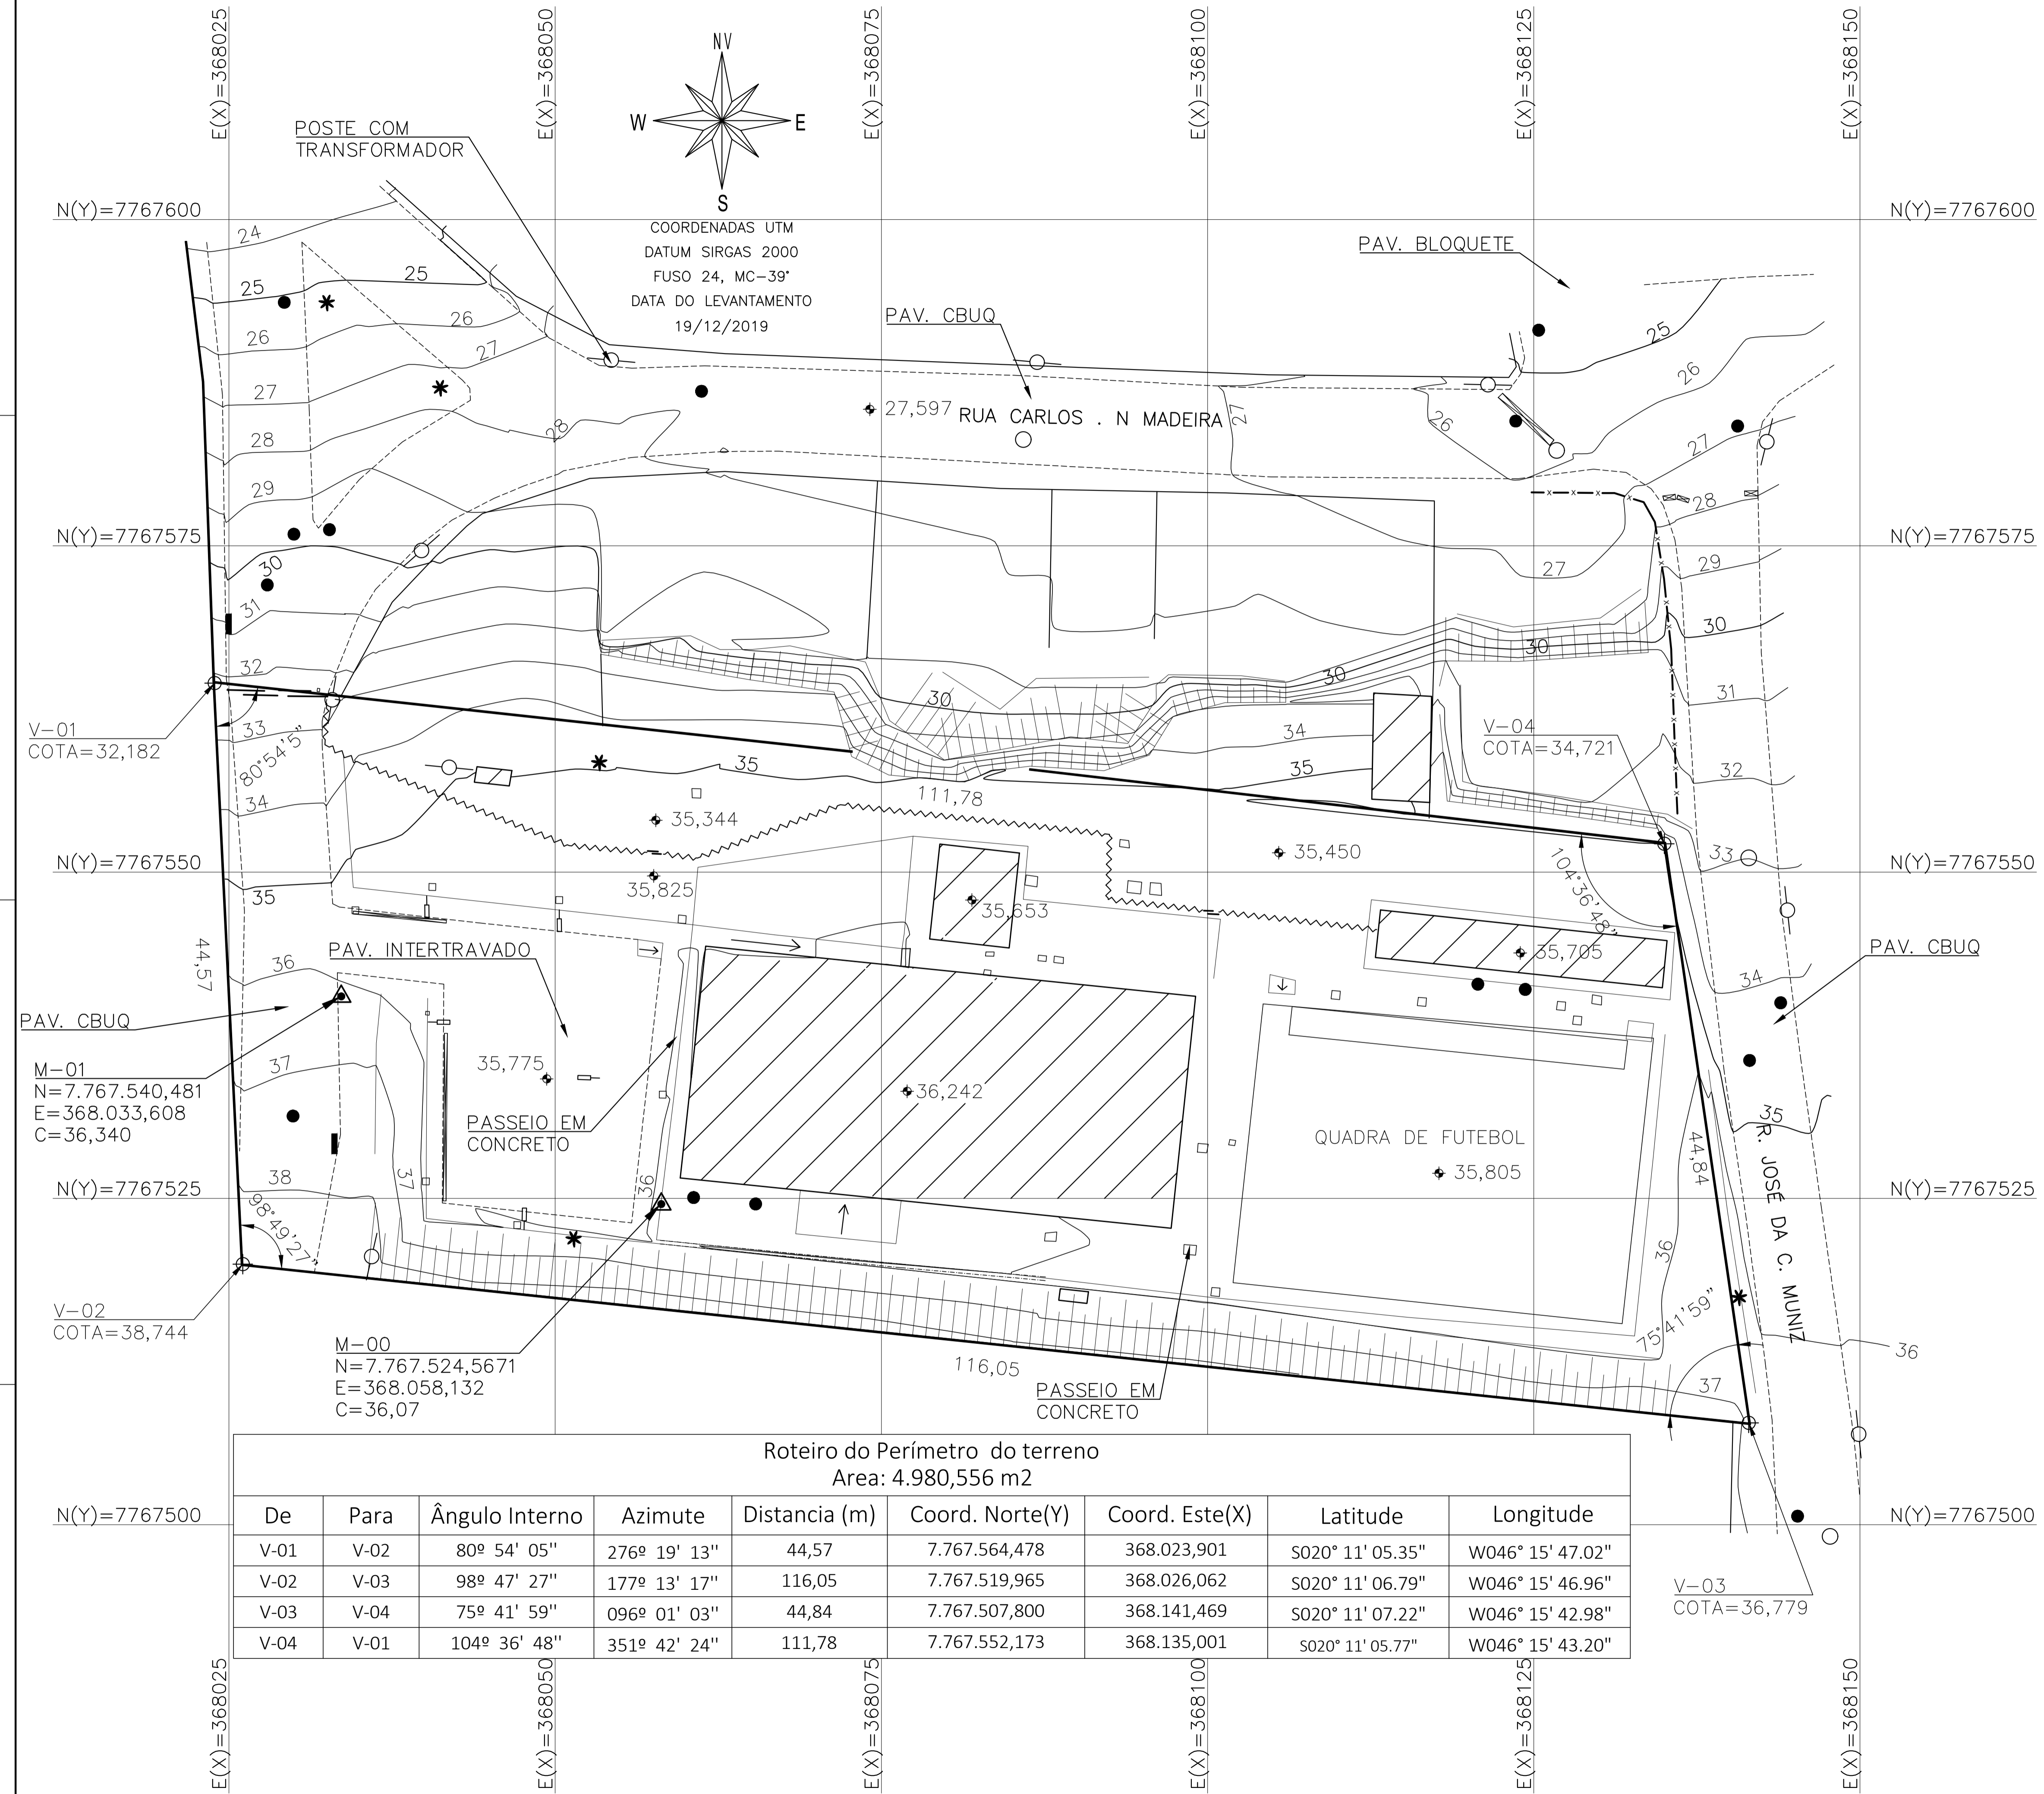 E(X)=368025
E(X)=368050
E(X)=368075
E(X)=368100
E(X)=368125
E(X)=368150
NV
W
E
S
COORDENADAS UTM
DATUM SIRGAS 2000
FUSO 24, MC-39°
DATA DO LEVANTAMENTO
19/12/2019
POSTE COM
TRANSFORMADOR
N(Y)=7767600
N(Y)=7767600
24
25
25
26
26
27
27
28
28
29
30
31
32
33
34
35
36
37
38
PAV. BLOQUETE
PAV. CBUQ
27,597
RUA CARLOS . N MADEIRA
27
26
25
26
27
28
29
30
31
32
33
34
35
36
N(Y)=7767575
N(Y)=7767575
27
30
30
30
34
35
35
V-01
COTA=32,182
80°54'5"
V-04
COTA=34,721
111,78
35,344
35,450
35,825
35,653
35,705
104°36'48"
N(Y)=7767550
N(Y)=7767550
44,57
PAV. INTERTRAVADO
PAV. CBUQ
PAV. CBUQ
M-01
N=7.767.540,481
E=368.033,608
C=36,340
35,775
36,242
PASSEIO EM
CONCRETO
QUADRA DE FUTEBOL
35,805
44,84
R. JOSÉ DA C. MUNIZ
37
36
36
37
N(Y)=7767525
N(Y)=7767525
98°49'27"
75°41'59"
V-02
COTA=38,744
M-00
N=7.767.524,5671
E=368.058,132
C=36,07
116,05
PASSEIO EM
CONCRETO
Roteiro do Perímetro do terreno
Area: 4.980,556 m2
De Para Ângulo Interno Azimute Distancia (m) Coord. Norte(Y) Coord. Este(X) Latitude Longitude
V-01 V-02 80º 54' 05'' 276º 19' 13'' 44,57 7.767.564,478 368.023,901 S020° 11' 05.35" W046° 15' 47.02"
V-02 V-03 98º 47' 27'' 177º 13' 17'' 116,05 7.767.519,965 368.026,062 S020° 11' 06.79" W046° 15' 46.96"
V-03 V-04 75º 41' 59'' 096º 01' 03'' 44,84 7.767.507,800 368.141,469 S020° 11' 07.22" W046° 15' 42.98"
V-04 V-01 104º 36' 48'' 351º 42' 24'' 111,78 7.767.552,173 368.135,001 S020° 11' 05.77" W046° 15' 43.20"
N(Y)=7767500
N(Y)=7767500
V-03
COTA=36,779
E(X)=368025
E(X)=368050
E(X)=368075
E(X)=368100
E(X)=368125
E(X)=368150